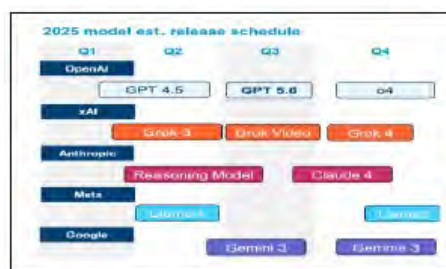 2025 model est. release schedule
Q1 Q2 Q3 Q4
OpenAI
GPT 4.5 GPT 5.0 o4
xAI
Grok-3 Grok Video Grok 4
Anthropic
Reasoning Model Claude 4
Meta
Google
Gemini 3